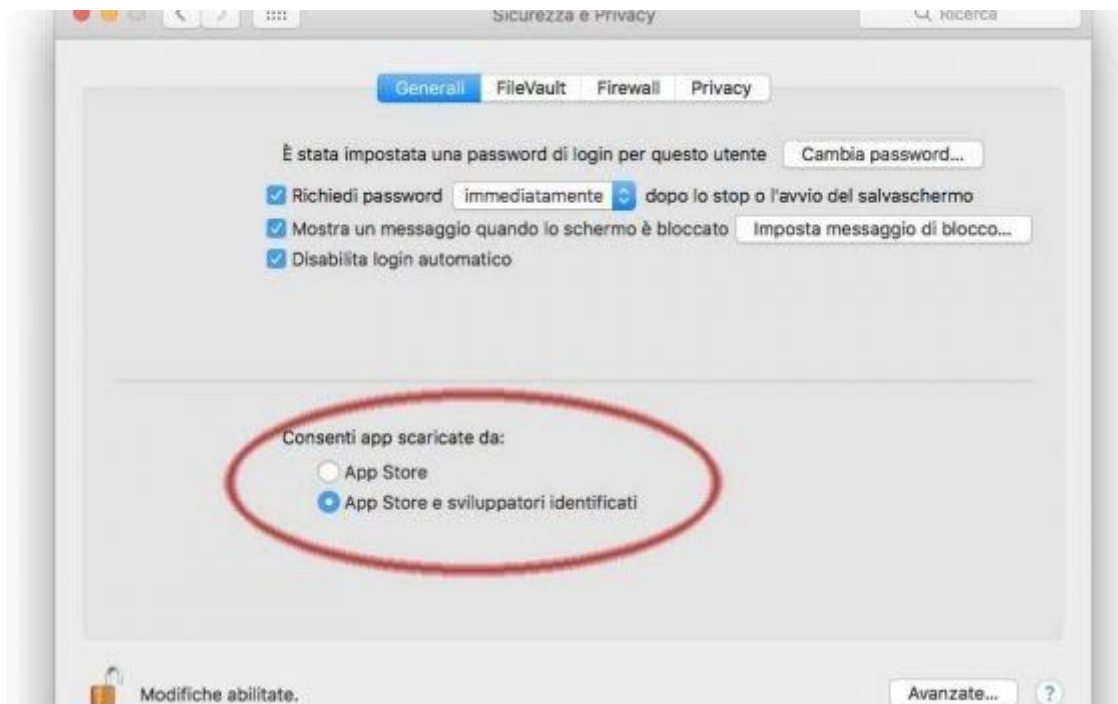 Sicurezza e Privacy
Ricerca
Generali FileVault Firewall Privacy
È stata impostata una password di login per questo utente Cambia password...
Richiedi password immediatamente dopo lo stop o l'avvio del salvaschermo
Mostra un messaggio quando lo schermo è bloccato Imposta messaggio di blocco...
Disabilita login automatico
Consenti app scaricate da:
App Store
App Store e sviluppatori identificati
Modifiche abilitate.
Avanzate... ?